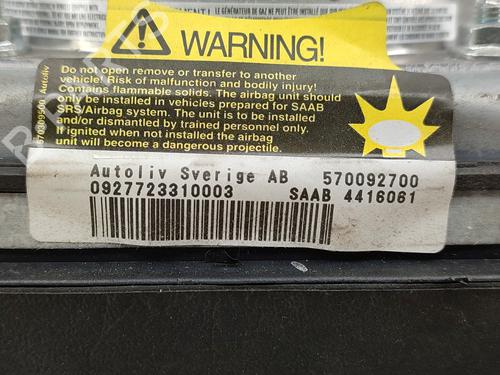 LE GÉNÉRATEUR DE GAZ NE PEUT
WARNING!
Do not open remove or transfer to another
vehicle! Risk of malfunction and bodily injury!
Contains flammable solids. The airbag unit should
only be installed in vehicles prepared for SAAB
SRS/Airbag system. The unit is to be installed
and/or dismantled by trained personnel only.
If ignited when not installed the airbag
unit will become a dangerous projectile.
Autoliv
Autoliv Sverige AB 570092700
0927723310003 SAAB 4416061